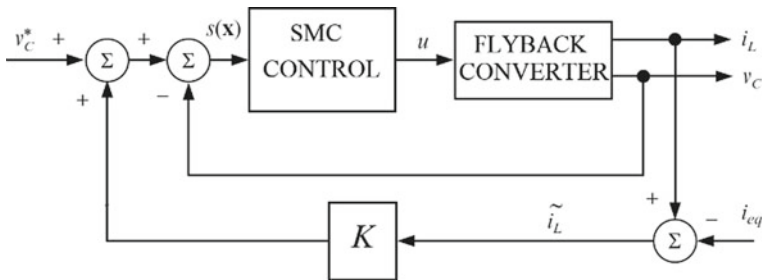 v*C + + s(x) SMC CONTROL u FLYBACK CONVERTER iL
Σ Σ vC
+ −
+ − ieq
K ĩL Σ